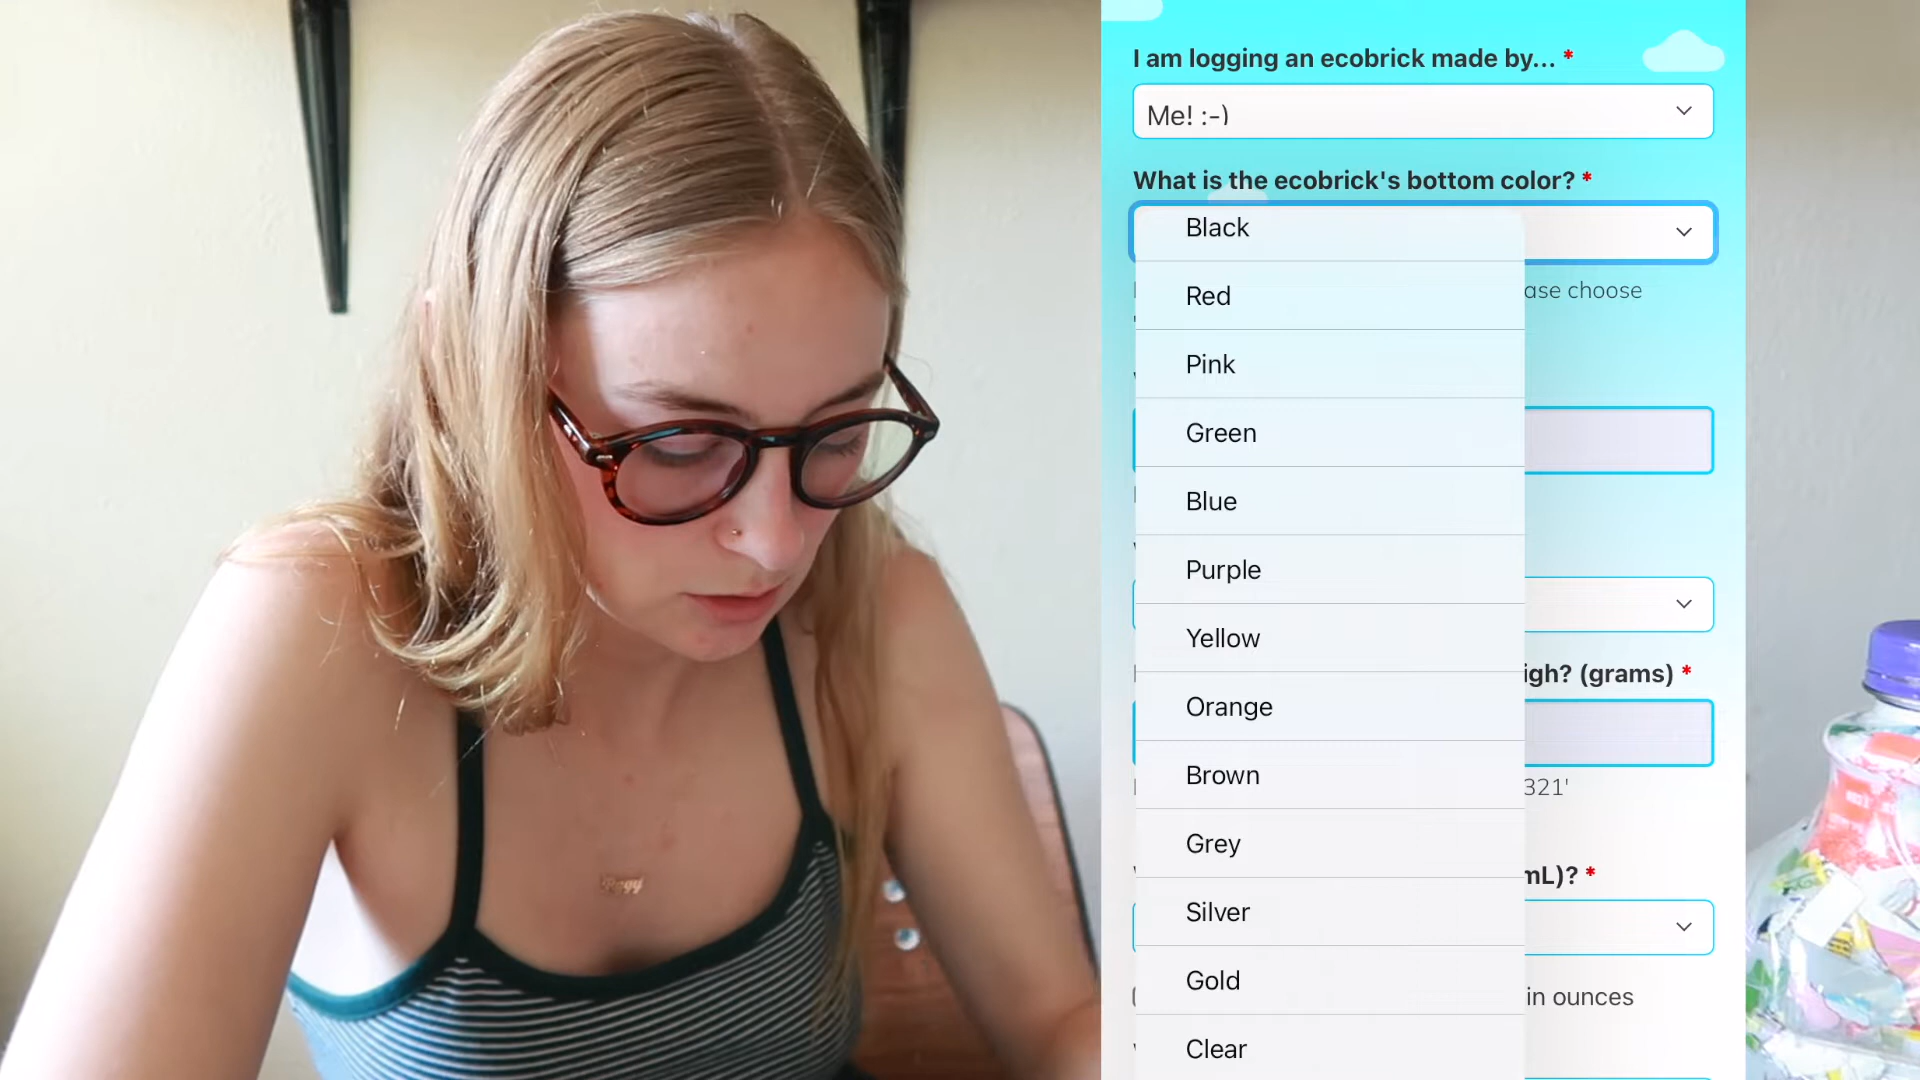 I am logging an ecobrick made by... *
Me! :-)
What is the ecobrick's bottom color? *
Black
Red
ase choose
Pink
Green
Blue
Purple
Yellow
igh? (grams) *
Orange
Brown
321'
Grey
mL)? *
Silver
Gold
in ounces
Clear